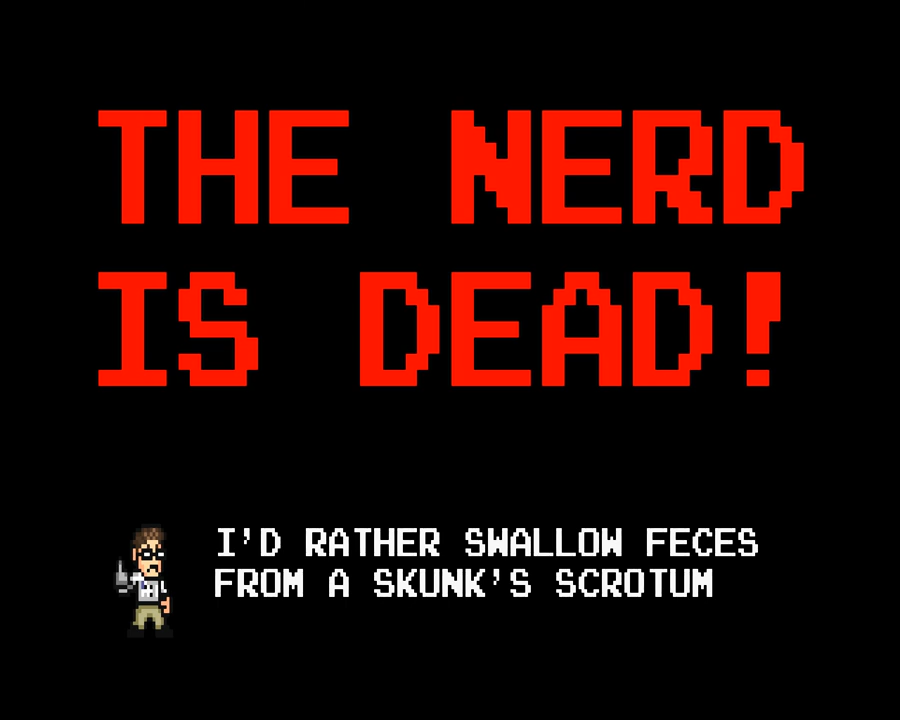 THE NERD
IS DEAD!
I'D RATHER SWALLOW FECES
FROM A SKUNK'S SCROTUM